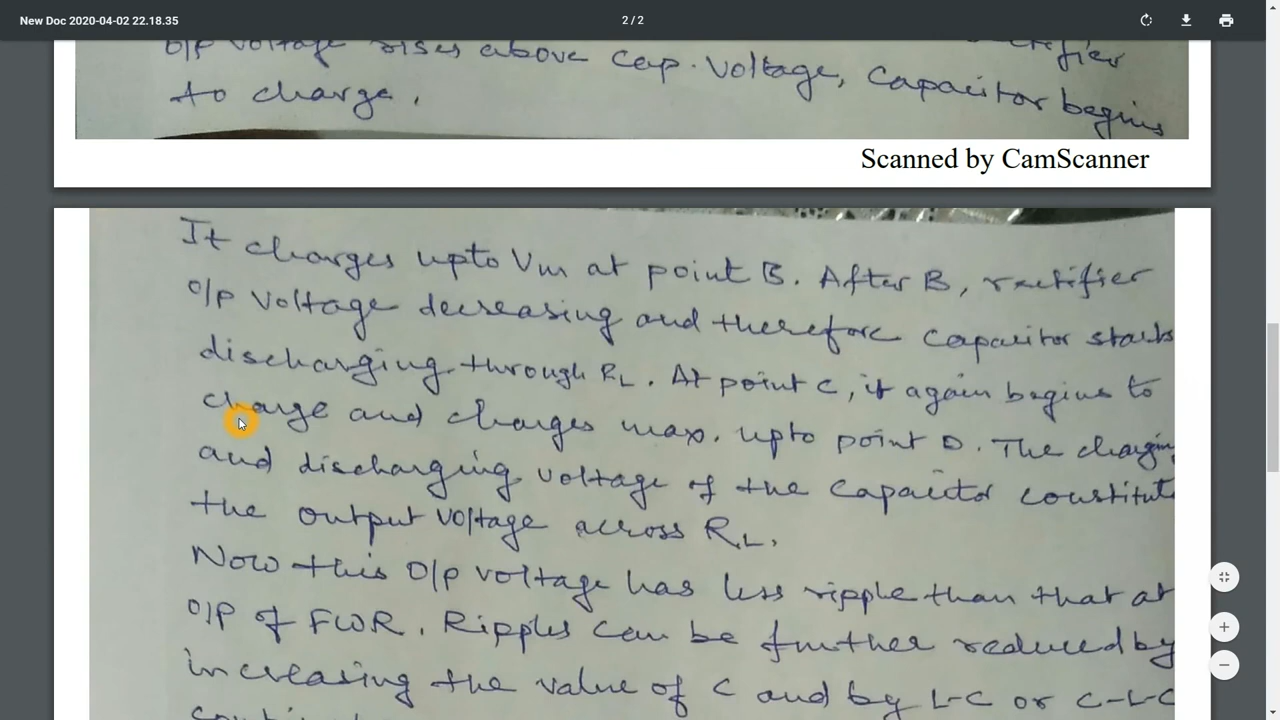 New Doc 2020-04-02 22.18.35
2 / 2
O/P Voltage rises above Cap. Voltage, Capacitor begins
to charge.
Scanned by CamScanner
It charges upto Vm at point B. After B, rectifier
O/P Voltage decreasing and therefore Capacitor starts
discharging through RL. At point C, it again begins to
charge and charges max. upto point D. The charging
and discharging voltage of the Capacitor constitute
the output voltage across RL.
Now this O/P voltage has less ripple than that at
O/P of FWR. Ripples can be further reduced by
increasing the value of C and by L-C or C-L-C